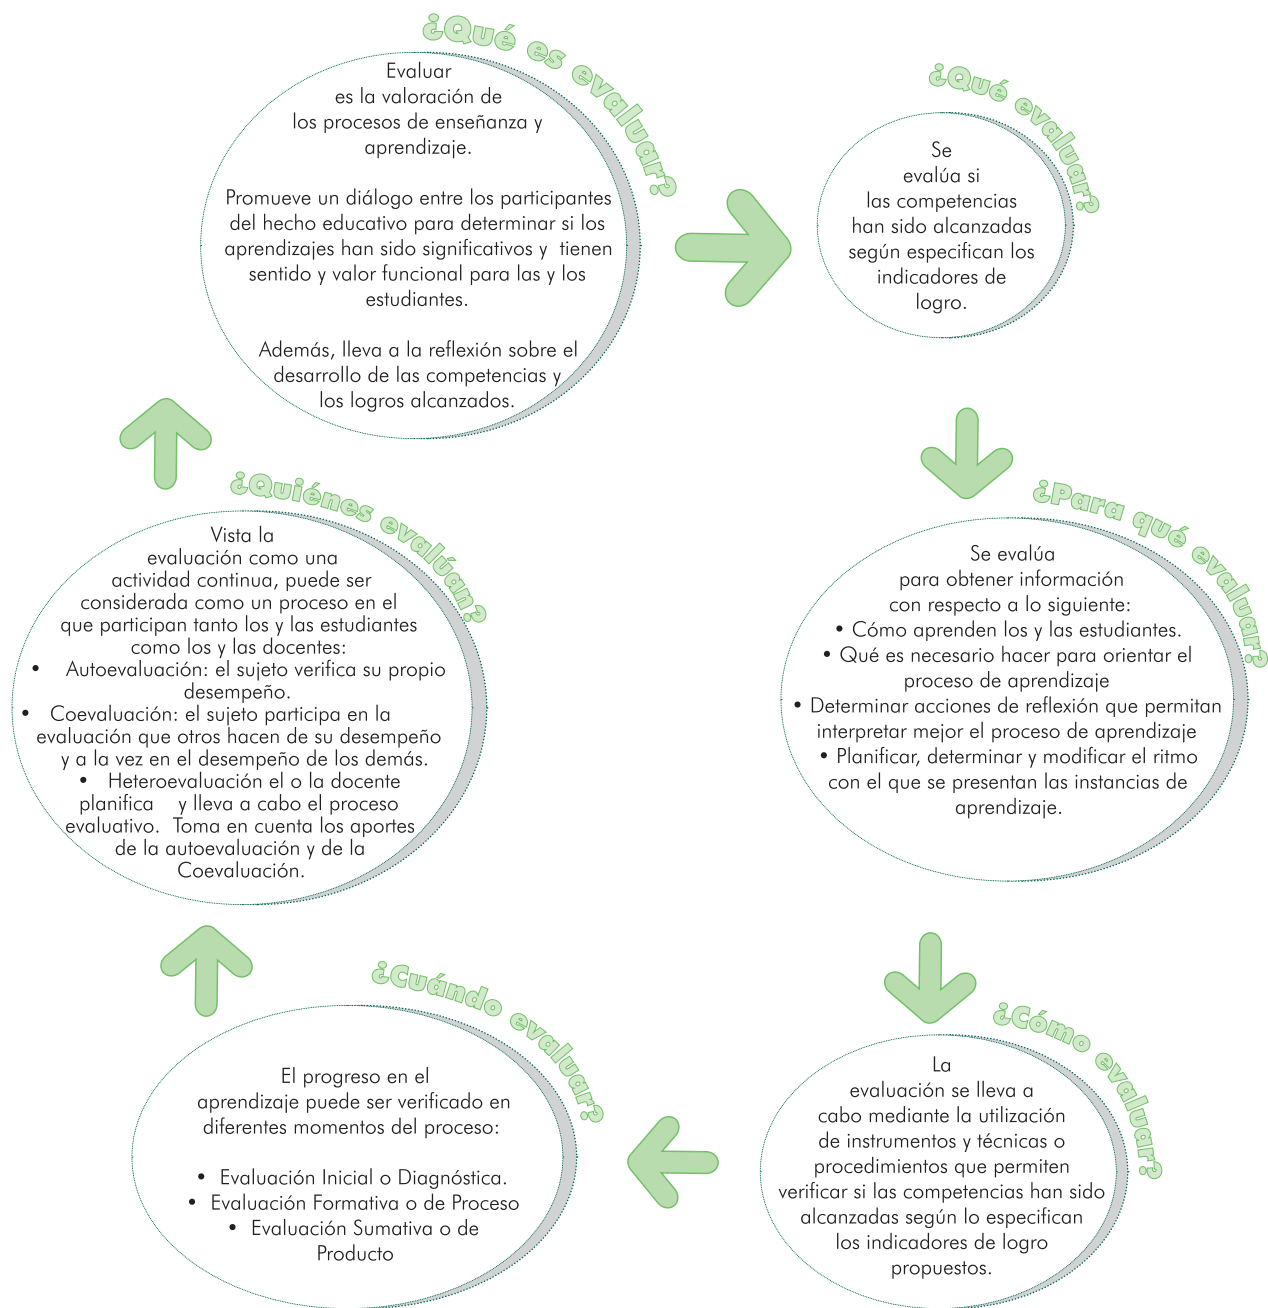 ¿Qué es evaluar?
Evaluar
es la valoración de
los procesos de enseñanza y
aprendizaje.
Promueve un diálogo entre los participantes
del hecho educativo para determinar si los
aprendizajes han sido significativos y tienen
sentido y valor funcional para las y los
estudiantes.
Además, lleva a la reflexión sobre el
desarrollo de las competencias y
los logros alcanzados.
¿Qué evaluar?
Se
evalúa si
las competencias
han sido alcanzadas
según especifican los
indicadores de
logro.
¿Para qué evaluar?
Se evalúa
para obtener información
con respecto a lo siguiente:
• Cómo aprenden los y las estudiantes.
• Qué es necesario hacer para orientar el
proceso de aprendizaje
• Determinar acciones de reflexión que permitan
interpretar mejor el proceso de aprendizaje
• Planificar, determinar y modificar el ritmo
con el que se presentan las instancias de
aprendizaje.
¿Cómo evaluar?
La
evaluación se lleva a
cabo mediante la utilización
de instrumentos y técnicas o
procedimientos que permiten
verificar si las competencias han sido
alcanzadas según lo especifican
los indicadores de logro
propuestos.
¿Cuándo evaluar?
El progreso en el
aprendizaje puede ser verificado en
diferentes momentos del proceso:
• Evaluación Inicial o Diagnóstica.
• Evaluación Formativa o de Proceso
• Evaluación Sumativa o de
Producto
¿Quiénes evalúan?
Vista la
evaluación como una
actividad continua, puede ser
considerada como un proceso en el
que participan tanto los y las estudiantes
como los y las docentes:
• Autoevaluación: el sujeto verifica su propio
desempeño.
• Coevaluación: el sujeto participa en la
evaluación que otros hacen de su desempeño
y a la vez en el desempeño de los demás.
• Heteroevaluación el o la docente
planifica y lleva a cabo el proceso
evaluativo. Toma en cuenta los aportes
de la autoevaluación y de la
Coevaluación.